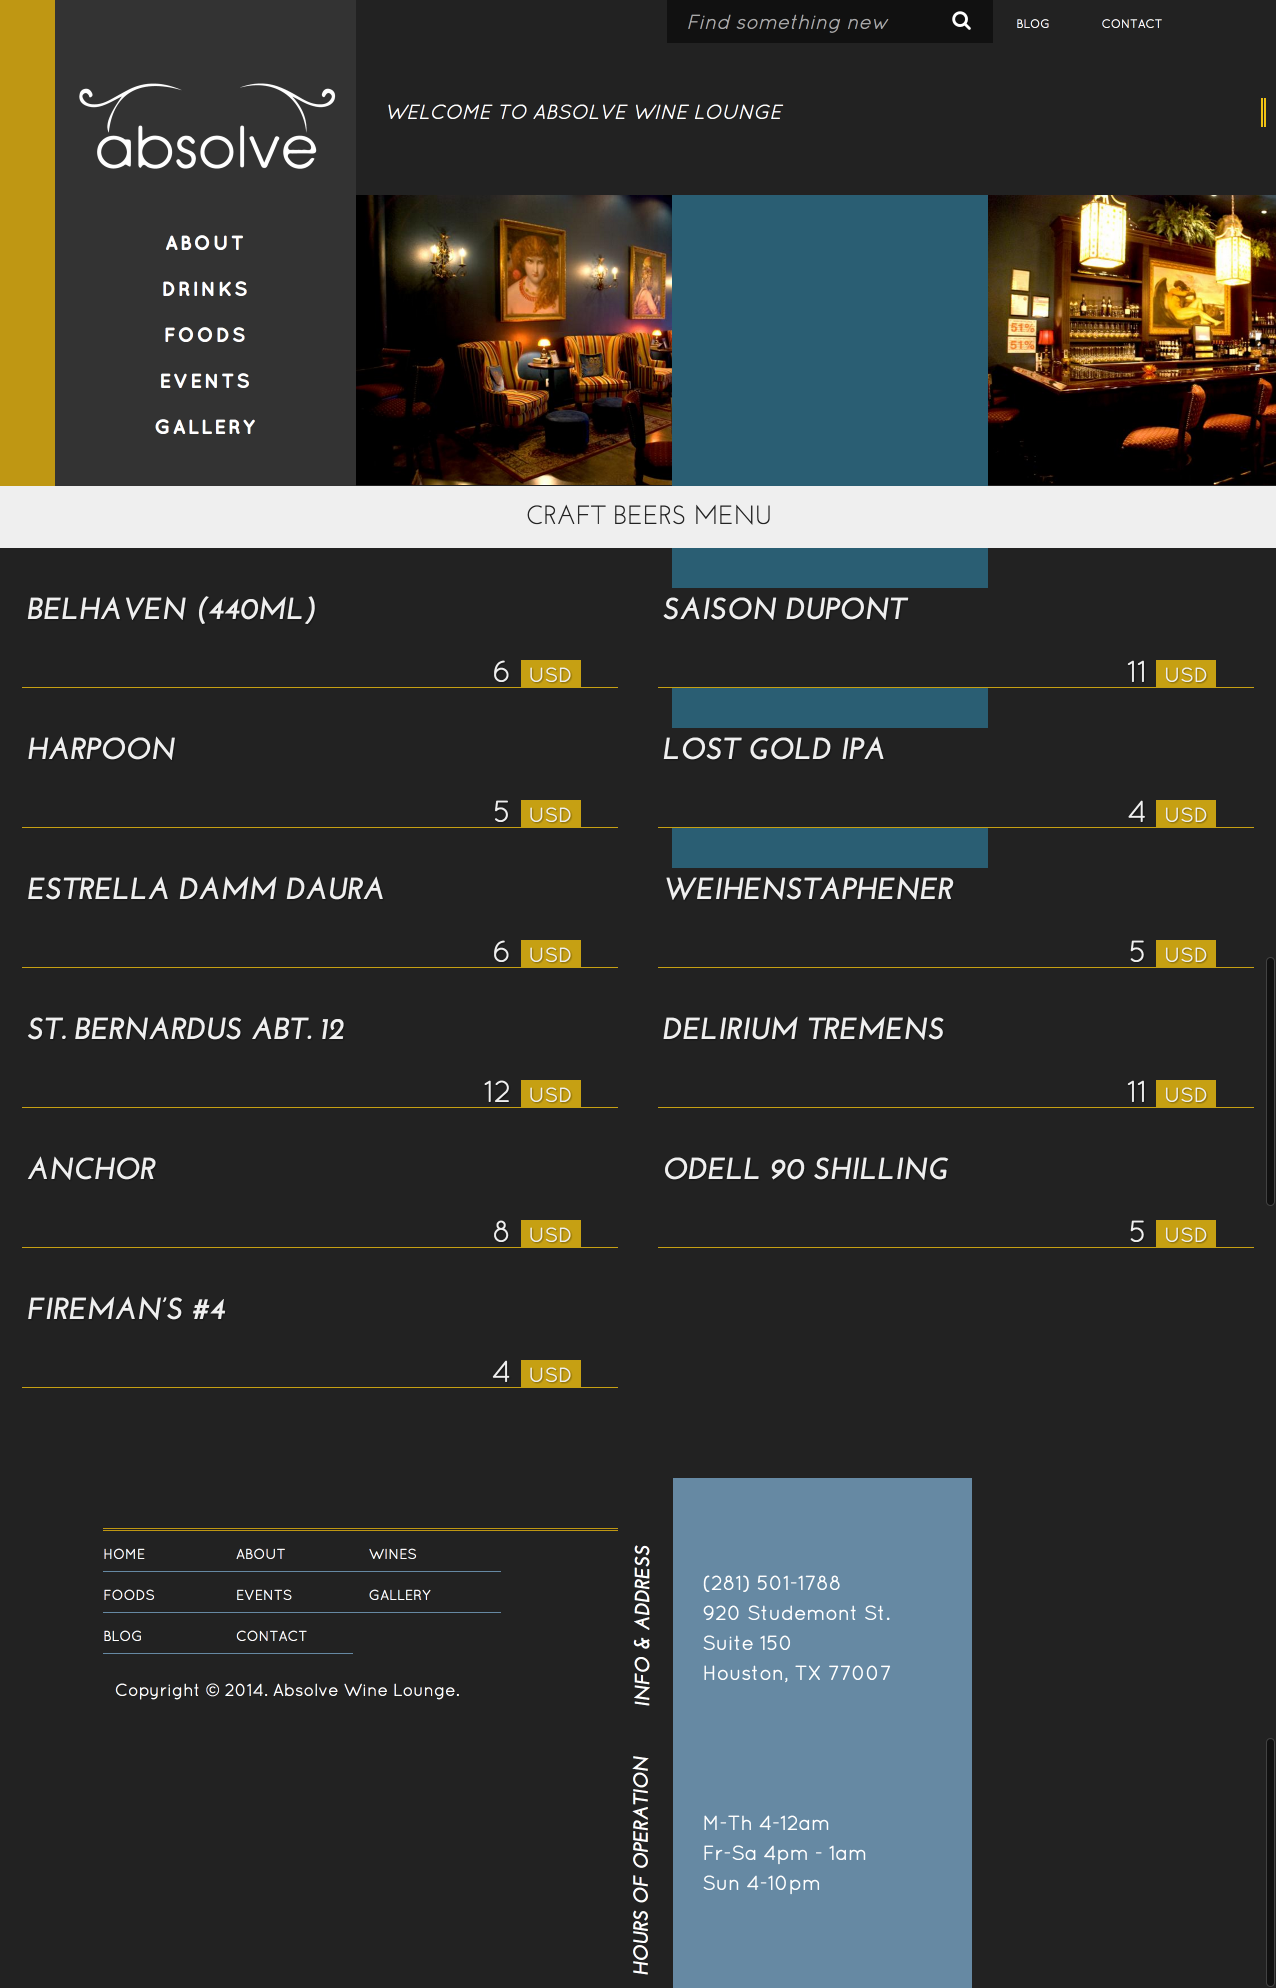 Find something new
BLOG
CONTACT
absolve
WELCOME TO ABSOLVE WINE LOUNGE
ABOUT
DRINKS
FOODS
EVENTS
GALLERY
51%
51%
CRAFT BEERS MENU
BELHAVEN (440ML)
6 USD
SAISON DUPONT
11 USD
HARPOON
5 USD
LOST GOLD IPA
4 USD
ESTRELLA DAMM DAURA
6 USD
WEIHENSTAPHENER
5 USD
ST. BERNARDUS ABT. 12
12 USD
DELIRIUM TREMENS
11 USD
ANCHOR
8 USD
ODELL 90 SHILLING
5 USD
FIREMAN'S #4
4 USD
HOME ABOUT WINES
FOODS EVENTS GALLERY
BLOG CONTACT
Copyright © 2014. Absolve Wine Lounge.
INFO & ADDRESS
(281) 501-1788
920 Studemont St.
Suite 150
Houston, TX 77007
HOURS OF OPERATION
M-Th 4-12am
Fr-Sa 4pm - 1am
Sun 4-10pm